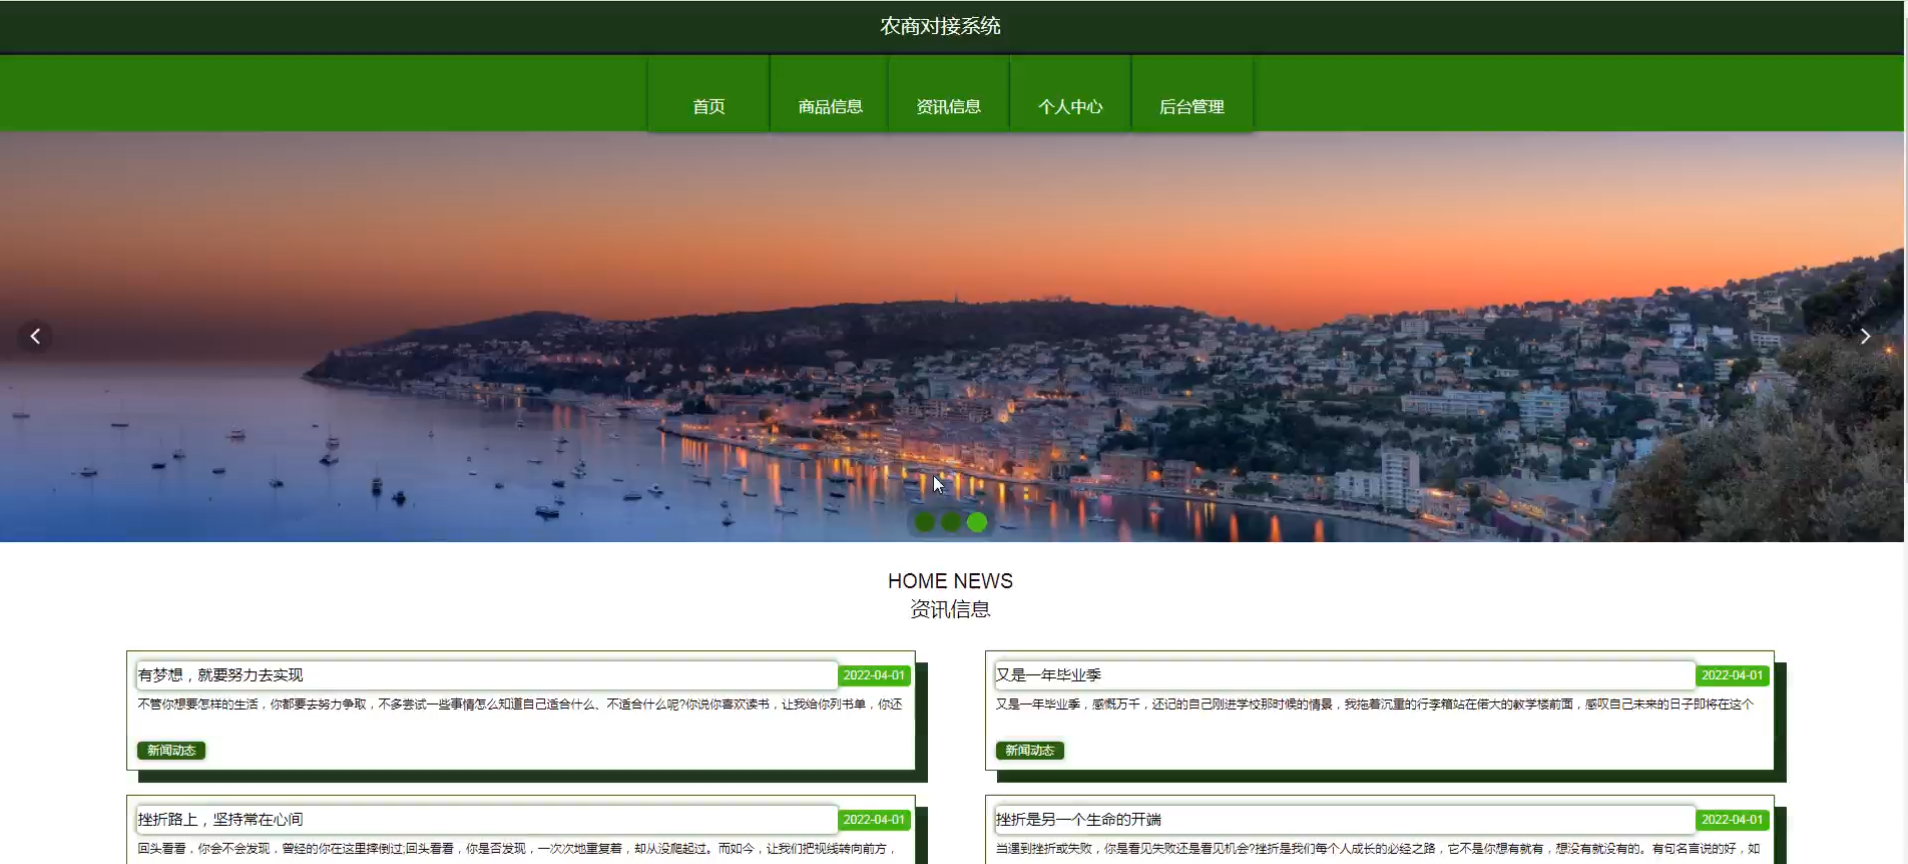 农商对接系统
首页 商品信息 资讯信息 个人中心 后台管理
HOME NEWS
资讯信息
有梦想，就要努力去实现 2022-04-01
不管你想要怎样的生活，你都要去努力争取，不多尝试一些事情怎么知道自己适合什么、不适合什么呢?你说你喜欢读书，让我给你列书单，你还
新闻动态
又是一年毕业季 2022-04-01
又是一年毕业季，感慨万千，还记的自己刚进学校那时候的情景，我拖着沉重的行李箱站在偌大的教学楼前面，感叹自己未来的日子即将在这个
新闻动态
挫折路上，坚持常在心间 2022-04-01
回头看看，你会不会发现，曾经的你在这里摔倒过;回头看看，你是否发现，一次次地重复着，却从没爬起过。而如今，让我们把视线转向前方，
挫折是另一个生命的开端 2022-04-01
当遇到挫折或失败，你是看见失败还是看见机会?挫折是我们每个人成长的必经之路，它不是你想有就有，想没有就没有的。有句名言说的好，如